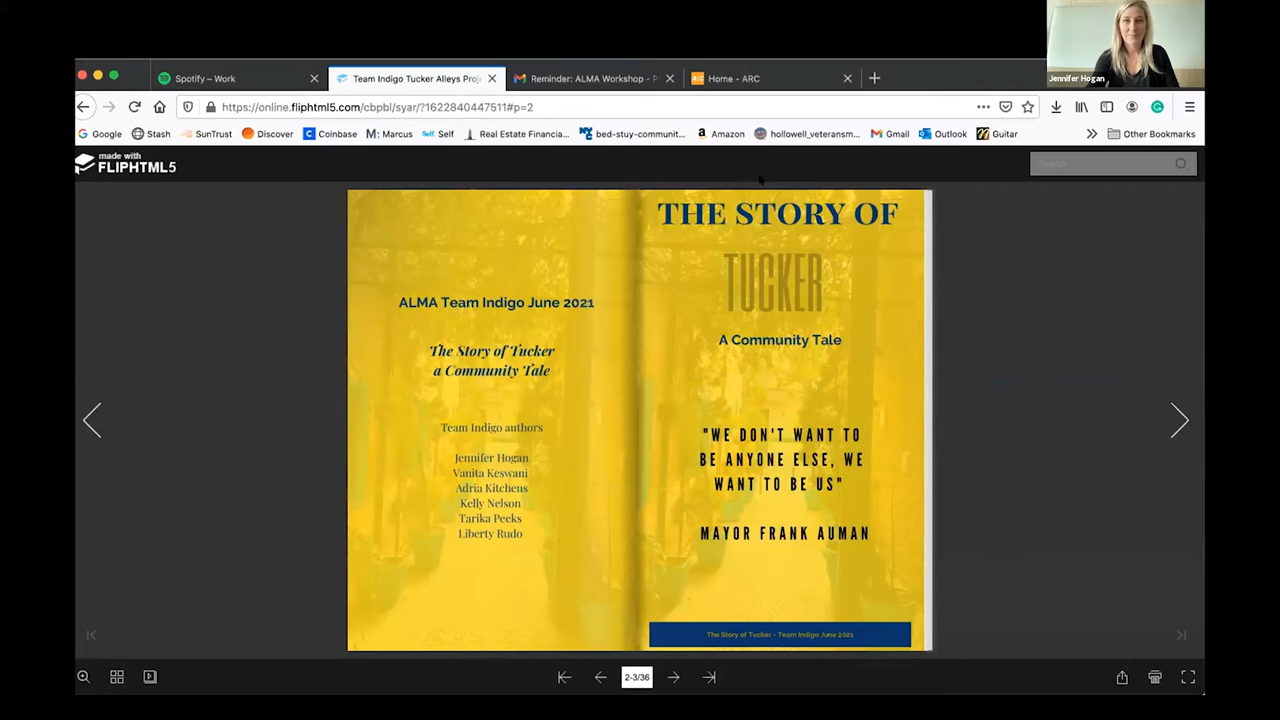 Jennifer Hogan
Spotify – Work
Team Indigo Tucker Alleys Proj
Reminder: ALMA Workshop -
Home - ARC
https://online.fliphtml5.com/cbpbl/syar/?1622840447511#p=2
Google
Stash
SunTrust
Discover
Coinbase
Marcus
Self
Real Estate Financia...
bed-stuy-communit...
Amazon
hollowell_veteransm...
Gmail
Outlook
Guitar
Other Bookmarks
made with
FLIPHTML5
Search
ALMA Team Indigo June 2021
The Story of Tucker
a Community Tale
Team Indigo authors
Jennifer Hogan
Vanita Keswani
Adria Kitchens
Kelly Nelson
Tarika Peeks
Liberty Rudo
THE STORY OF
TUCKER
A Community Tale
"WE DON'T WANT TO
BE ANYONE ELSE, WE
WANT TO BE US"
MAYOR FRANK AUMAN
The Story of Tucker - Team Indigo June 2021
2-3/36